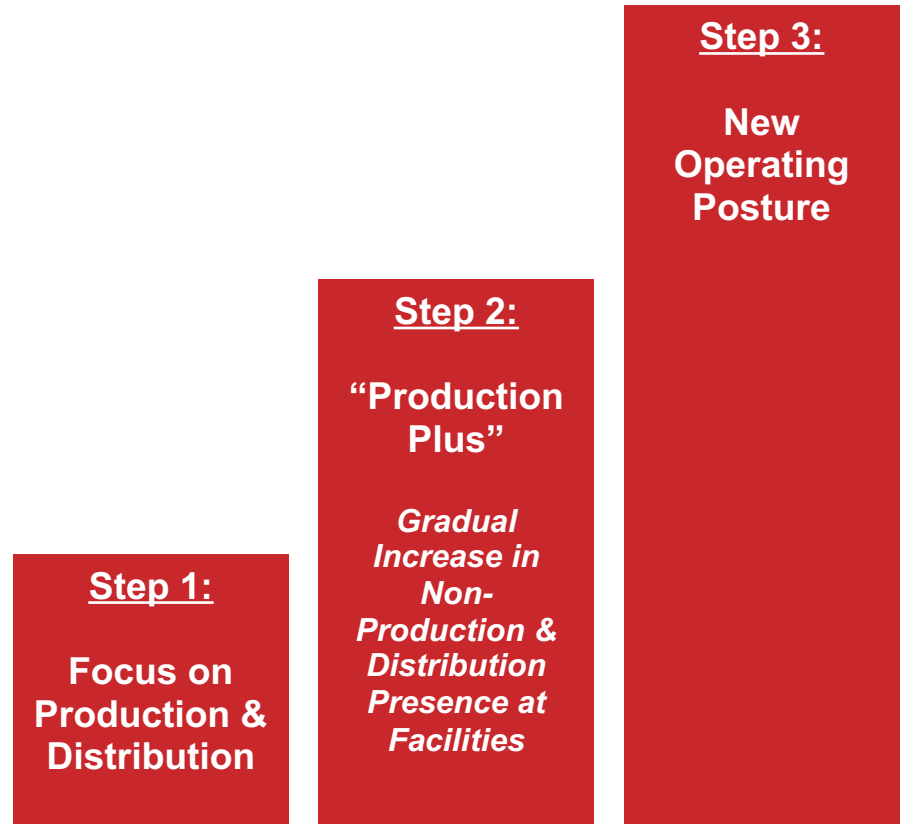 Step 1:
Focus on
Production &
Distribution
Step 2:
“Production
Plus”
Gradual
Increase in
Non-
Production &
Distribution
Presence at
Facilities
Step 3:
New
Operating
Posture